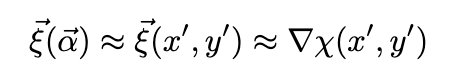 $\vec{\xi}(\vec{\alpha}) \approx \vec{\xi}(x', y') \approx \nabla\chi(x', y')$